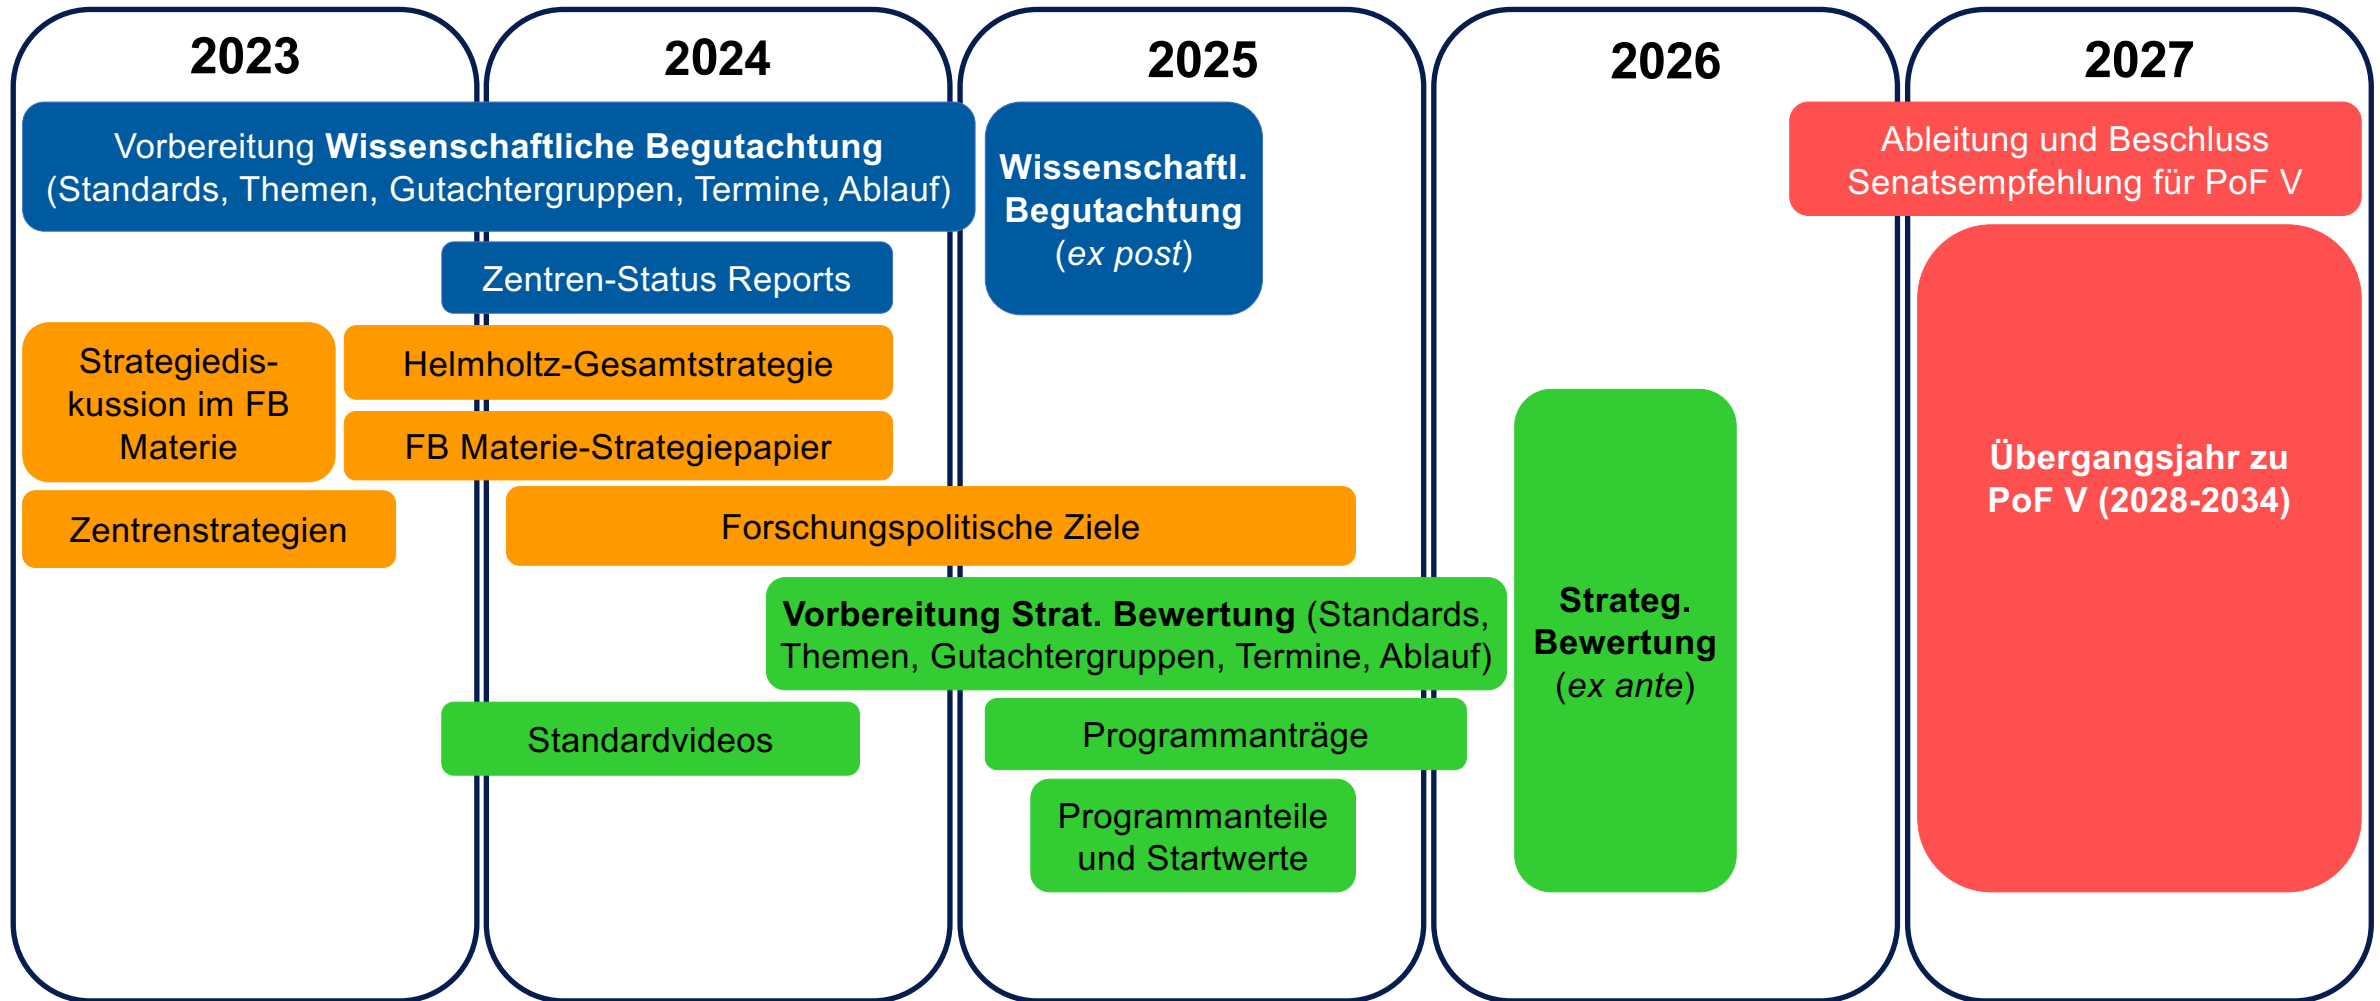 2023
2024
2025
2026
2027
Vorbereitung Wissenschaftliche Begutachtung
(Standards, Themen, Gutachtergruppen, Termine, Ablauf)
Wissenschaftl.
Begutachtung
(ex post)
Ableitung und Beschluss
Senatsempfehlung für PoF V
Zentren-Status Reports
Strategiedis-
kussion im FB
Materie
Helmholtz-Gesamtstrategie
FB Materie-Strategiepapier
Zentrenstrategien
Forschungspolitische Ziele
Übergangsjahr zu
PoF V (2028-2034)
Vorbereitung Strat. Bewertung (Standards,
Themen, Gutachtergruppen, Termine, Ablauf)
Strateg.
Bewertung
(ex ante)
Standardvideos
Programmanträge
Programmanteile
und Startwerte